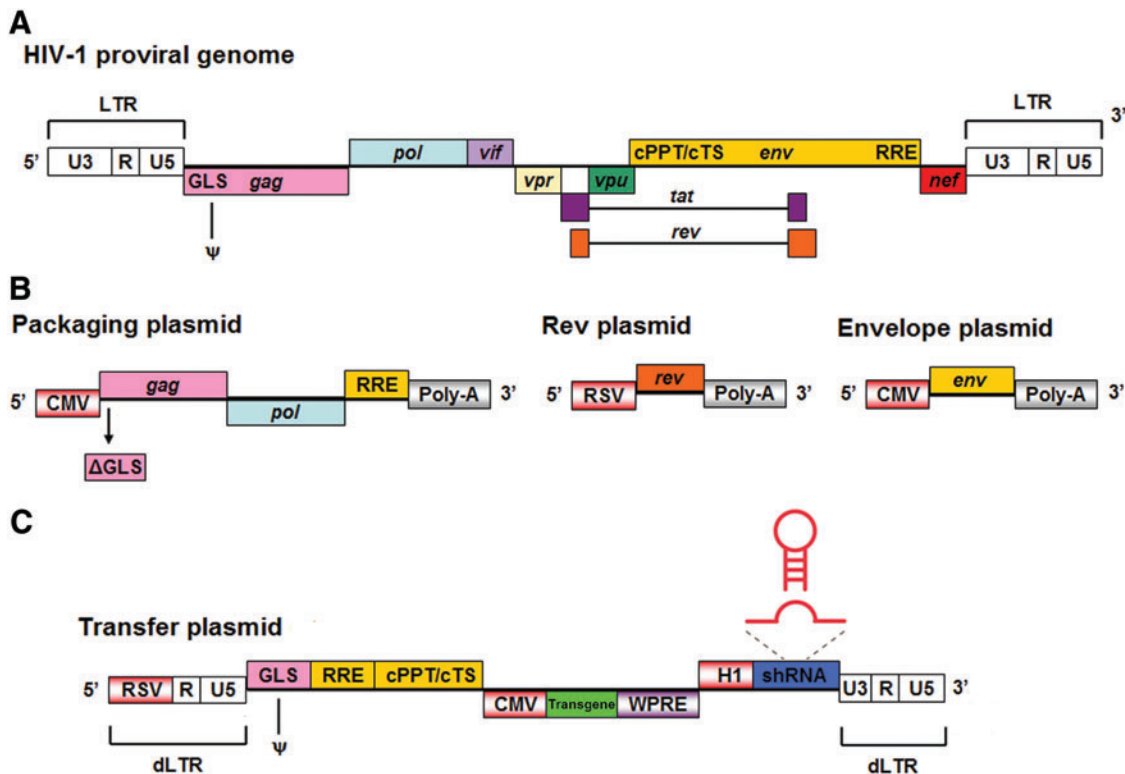 A
HIV-1 proviral genome
LTR
LTR
3’
5’
U3 R U5
pol vif
cPPT/cTS env RRE
U3 R U5
GLS gag
vpr
vpu
nef
tat
Ψ
rev
B
Packaging plasmid
Rev plasmid
Envelope plasmid
5’ CMV gag pol RRE Poly-A 3’
5’ RSV rev Poly-A 3’
5’ CMV env Poly-A 3’
ΔGLS
C
Transfer plasmid
5’ RSV R U5 GLS RRE cPPT/cTS H1 shRNA U3 R U5 3’
CMV Transgene WPRE
Ψ
dLTR
dLTR